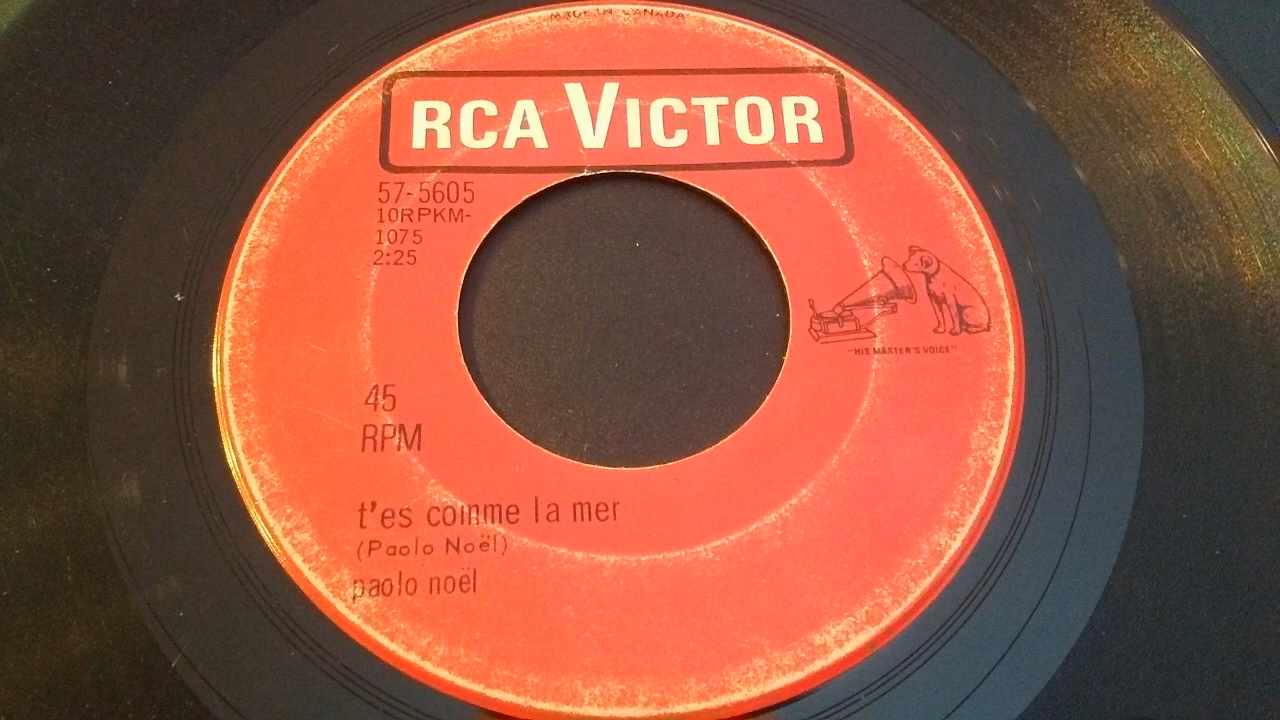 MADE IN CANADA
RCA VICTOR
57-5605
10RPKM-
1075
2:25
"HIS MASTER'S VOICE"
45
RPM
t'es comme la mer
(Paolo Noël)
paolo noël